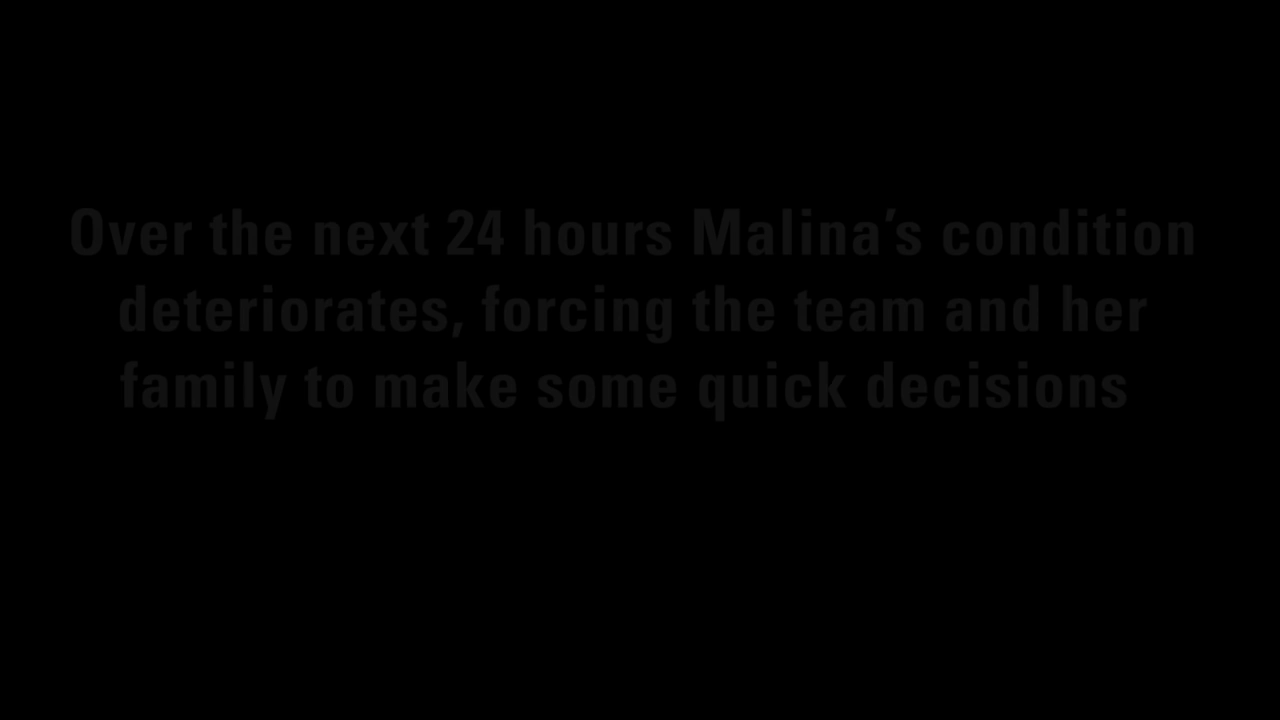 Over the next 24 hours Malina’s condition
deteriorates, forcing the team and her
family to make some quick decisions